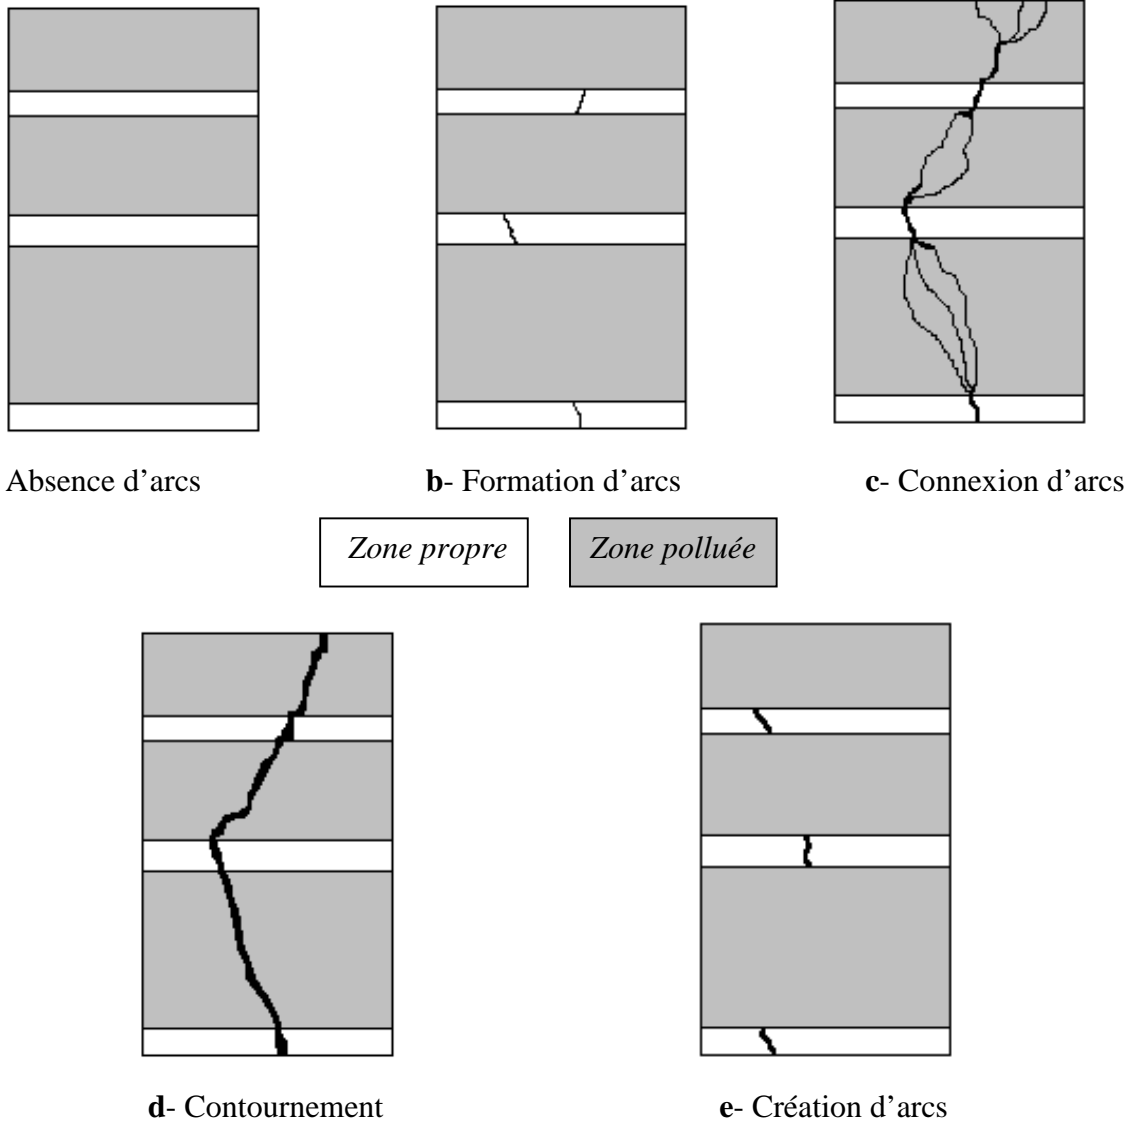 Absence d’arcs
b- Formation d’arcs
c- Connexion d’arcs
Zone propre
Zone polluée
d- Contournement
e- Création d’arcs